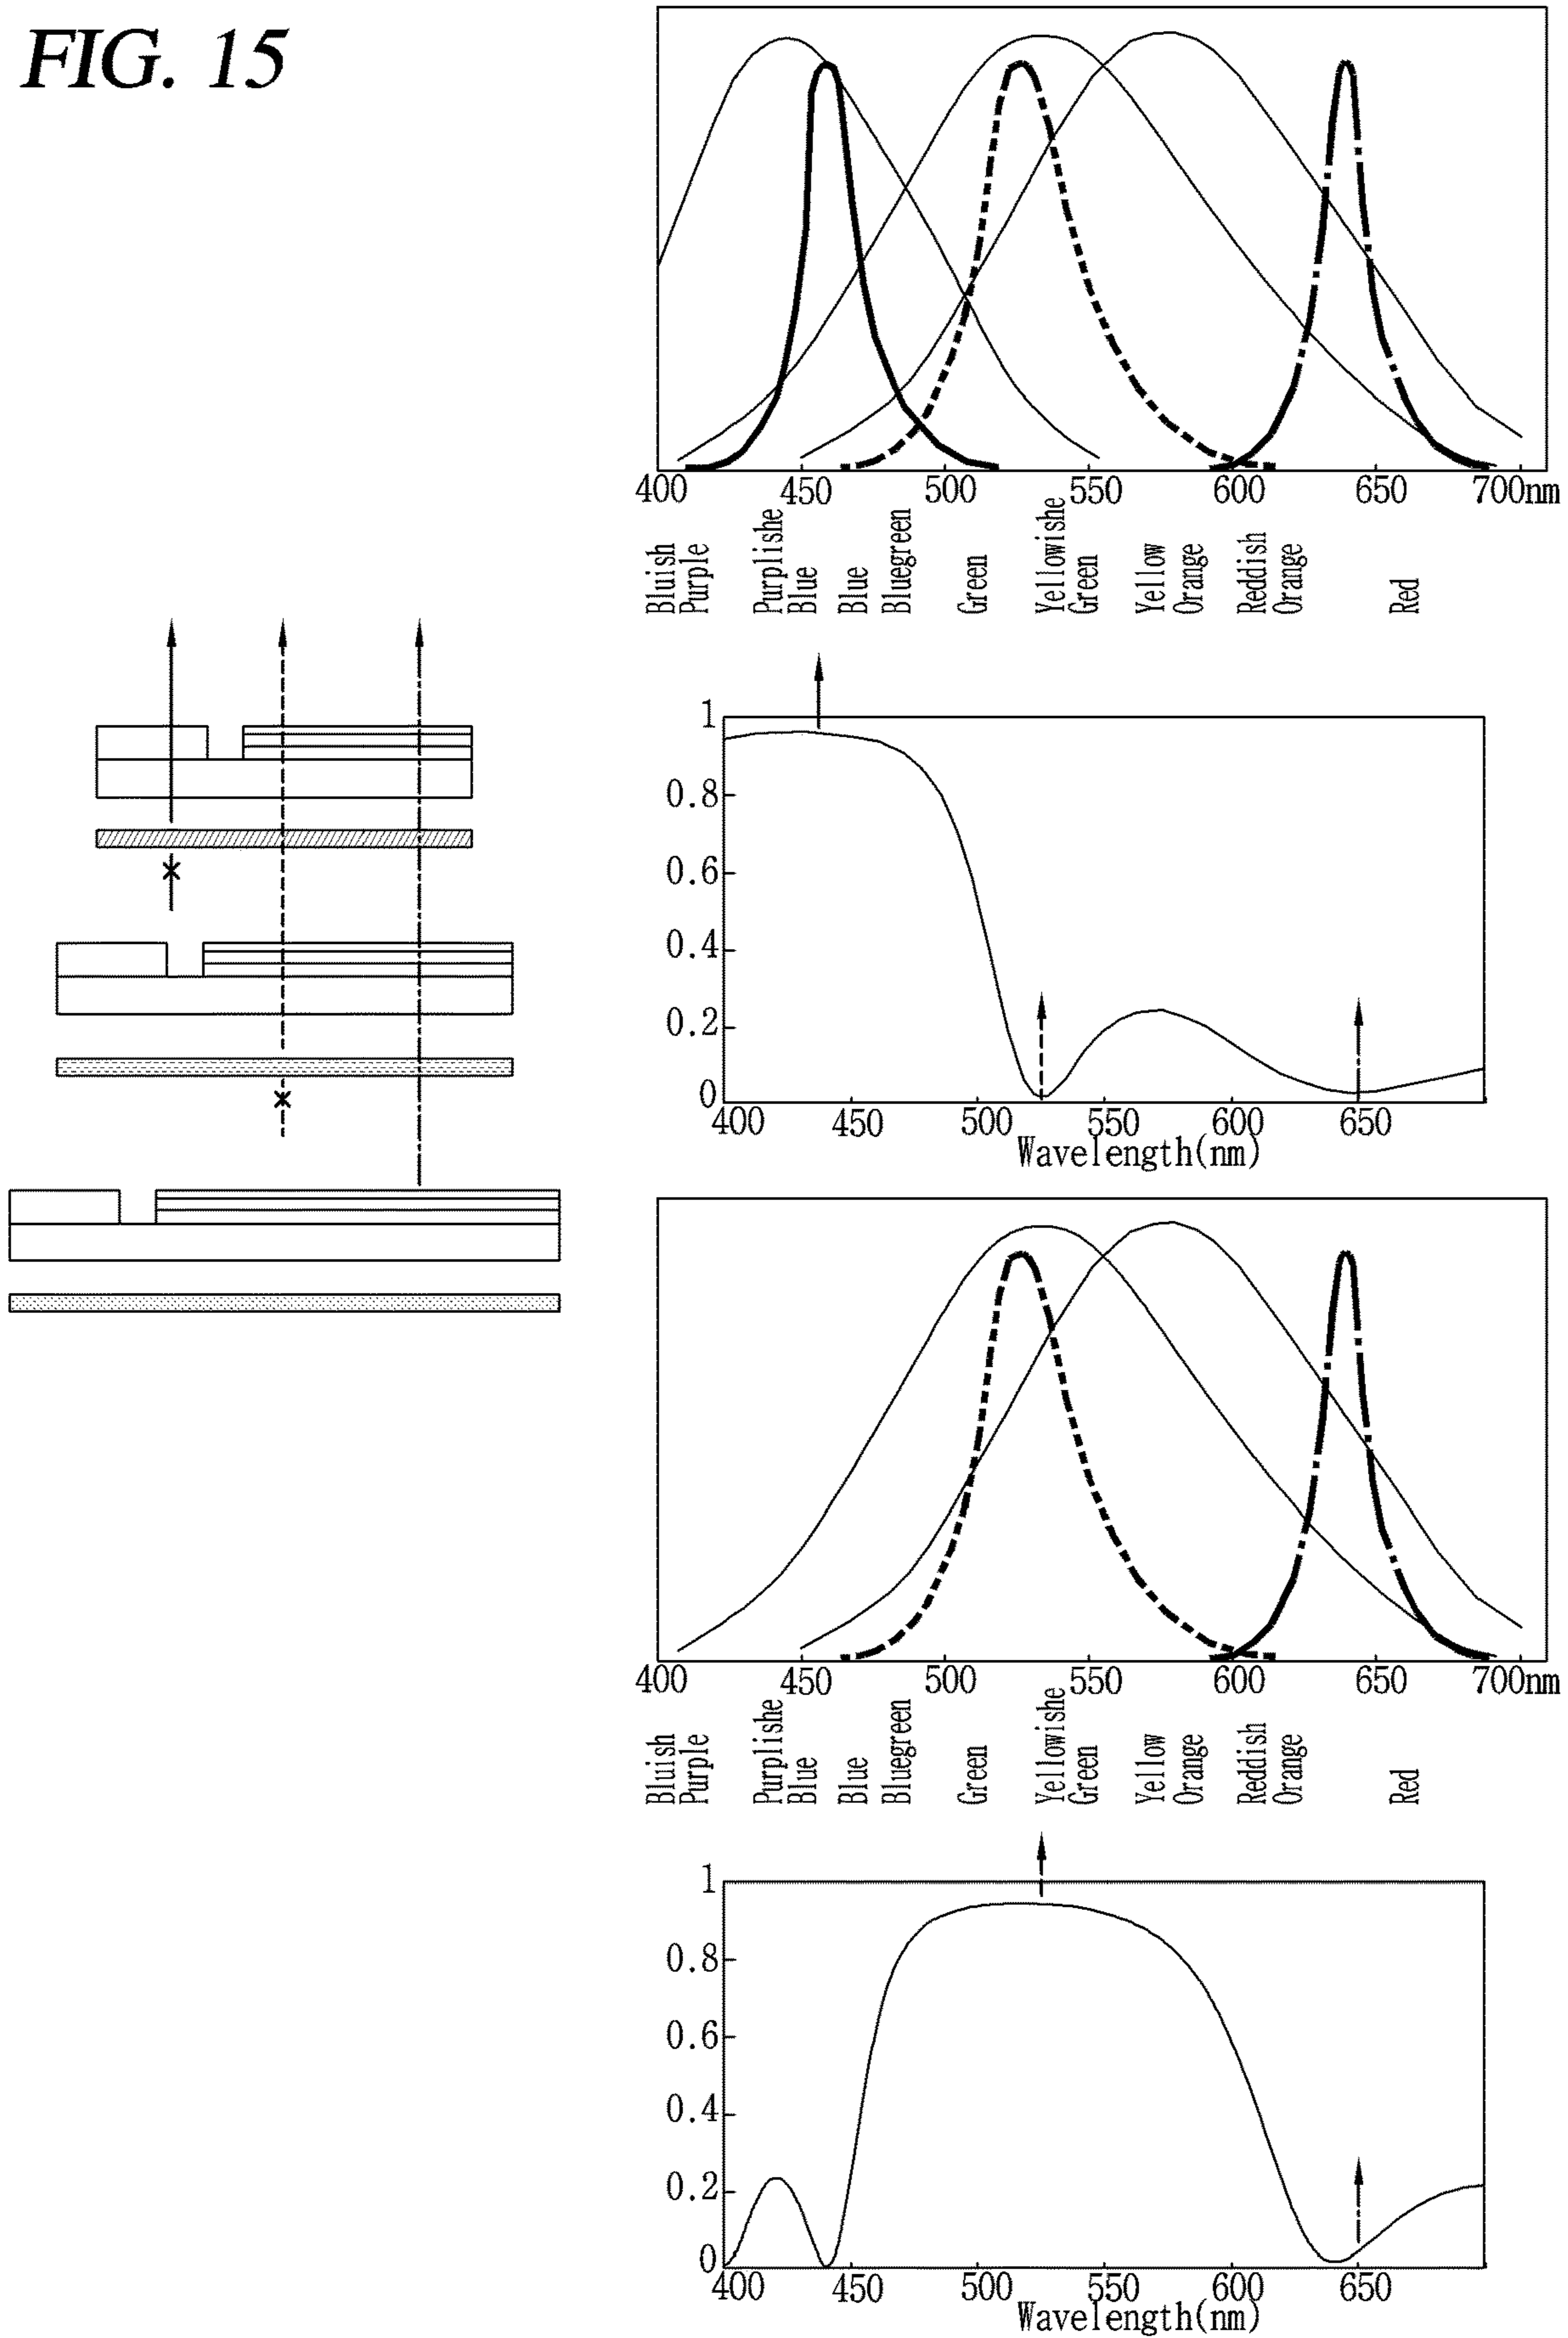 FIG. 15
400 450 500 550 600 650 700nm
Bluish
Purple
Purplishe
Blue
Blue
Bluegreen
Green
Yellowishe
Green
Yellow
Orange
Reddish
Orange
Red
1
0.8
0.6
0.4
0.2
0
400 450 500 550 600 650
Wavelength(nm)
400 450 500 550 600 650 700nm
Bluish
Purple
Purplishe
Blue
Blue
Bluegreen
Green
Yellowishe
Green
Yellow
Orange
Reddish
Orange
Red
1
0.8
0.6
0.4
0.2
0
400 450 500 550 600 650
Wavelength(nm)